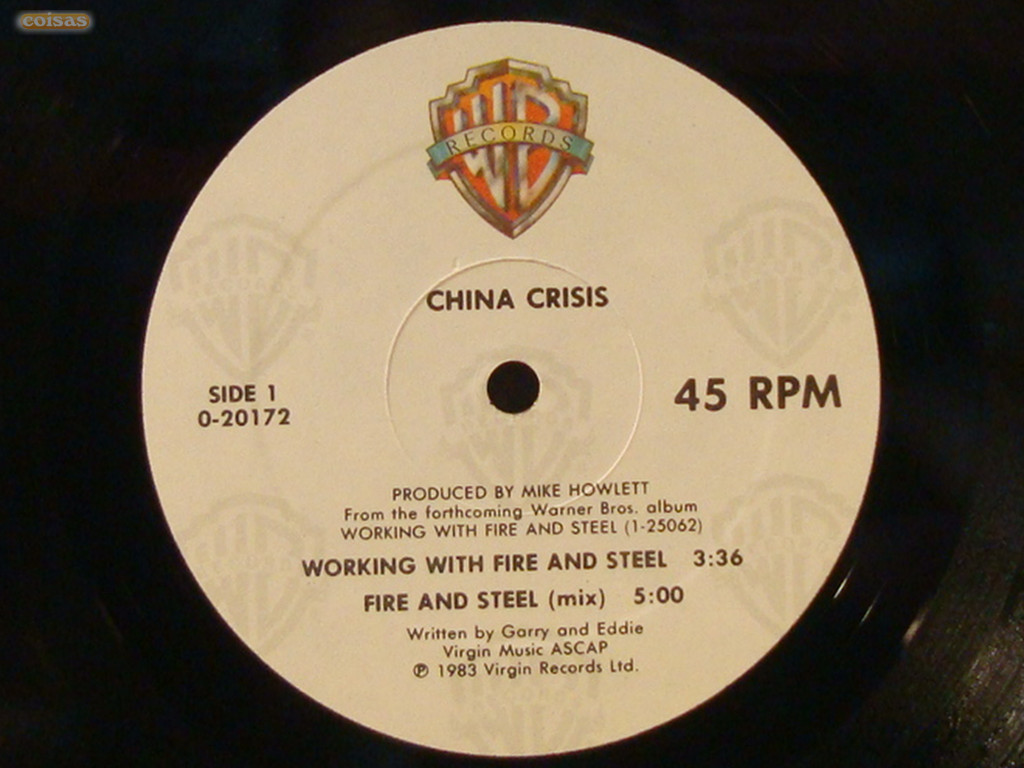 coisas
WB
RECORDS
CHINA CRISIS
SIDE 1
0-20172
45 RPM
PRODUCED BY MIKE HOWLETT
From the forthcoming Warner Bros. album
WORKING WITH FIRE AND STEEL (1-25062)
WORKING WITH FIRE AND STEEL 3:36
FIRE AND STEEL (mix) 5:00
Written by Garry and Eddie
Virgin Music ASCAP
℗ 1983 Virgin Records Ltd.